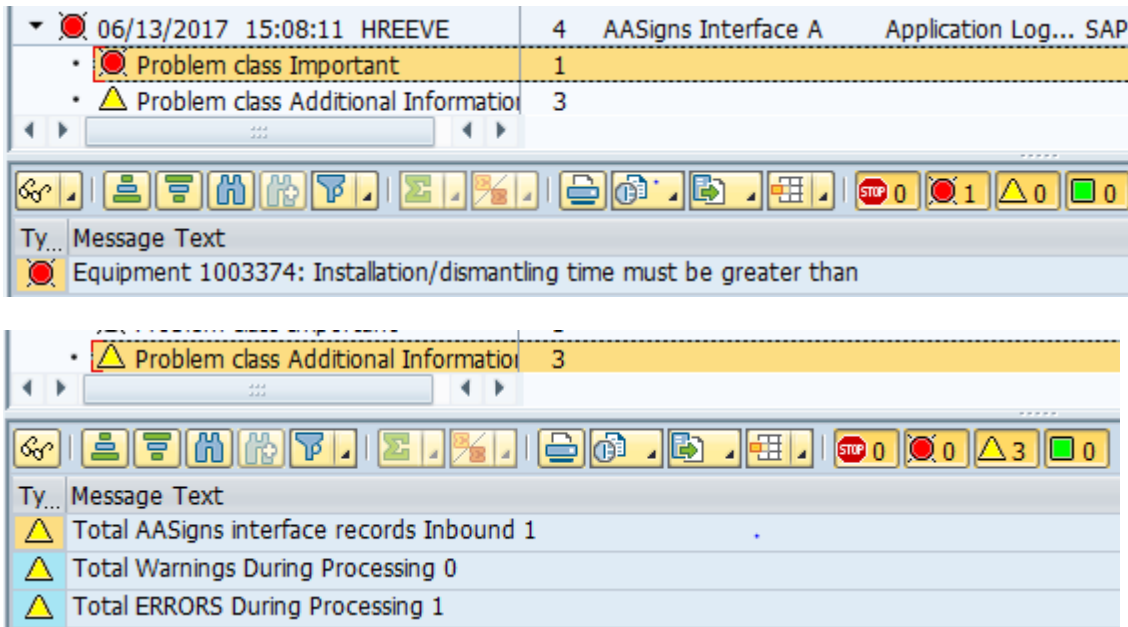 06/13/2017 15:08:11 HREEVE 4 AASigns Interface A Application Log... SAP
Problem class Important 1
Problem class Additional Informatio 3
STOP 0 1 0 0
Ty... Message Text
Equipment 1003374: Installation/dismantling time must be greater than
Problem class Additional Informatio 3
STOP 0 0 3 0
Ty... Message Text
Total AASigns interface records Inbound 1
Total Warnings During Processing 0
Total ERRORS During Processing 1